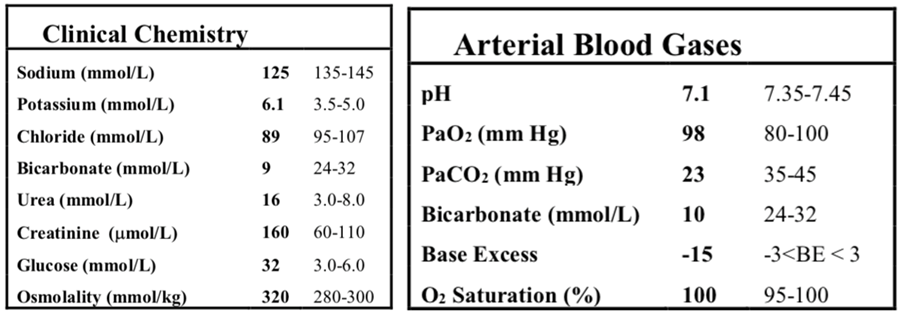 Clinical Chemistry
Sodium (mmol/L) 125 135-145
Potassium (mmol/L) 6.1 3.5-5.0
Chloride (mmol/L) 89 95-107
Bicarbonate (mmol/L) 9 24-32
Urea (mmol/L) 16 3.0-8.0
Creatinine (μmol/L) 160 60-110
Glucose (mmol/L) 32 3.0-6.0
Osmolality (mmol/kg) 320 280-300
Arterial Blood Gases
pH 7.1 7.35-7.45
PaO₂ (mm Hg) 98 80-100
PaCO₂ (mm Hg) 23 35-45
Bicarbonate (mmol/L) 10 24-32
Base Excess -15 -3<BE < 3
O₂ Saturation (%) 100 95-100